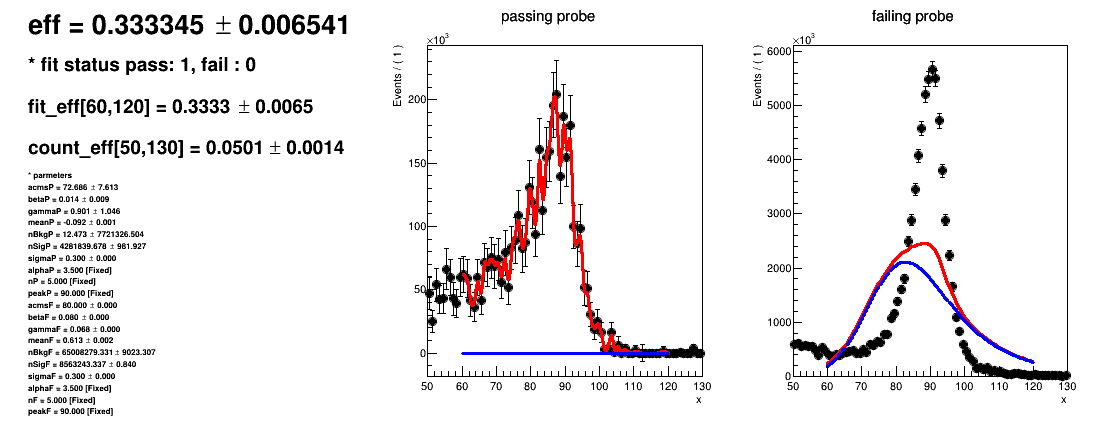 eff = 0.333345 ± 0.006541
* fit status pass: 1, fail : 0
fit_eff[60,120] = 0.3333 ± 0.0065
count_eff[50,130] = 0.0501 ± 0.0014
* parmeters
acmsP = 72.686 ± 7.613
betaP = 0.014 ± 0.009
gammaP = 0.901 ± 1.046
meanP = -0.092 ± 0.001
nBkgP = 12.473 ± 7721326.504
nSigP = 4281839.678 ± 961.927
sigmaP = 0.300 ± 0.000
alphaP = 3.500 [Fixed]
nP = 5.000 [Fixed]
peakP = 90.000 [Fixed]
acmsF = 80.000 ± 0.000
betaF = 0.080 ± 0.000
gammaF = 0.068 ± 0.000
meanF = 0.613 ± 0.002
nBkgF = 65008279.331 ± 9023.307
nSigF = 8563243.337 ± 0.840
sigmaF = 0.300 ± 0.000
alphaF = 3.500 [Fixed]
nF = 5.000 [Fixed]
peakF = 90.000 [Fixed]
passing probe
×10³
Events / ( 1 )
200
150
100
50
0
50 60 70 80 90 100 110 120 130
x
failing probe
×10³
Events / ( 1 )
6000
5000
4000
3000
2000
1000
0
50 60 70 80 90 100 110 120 130
x